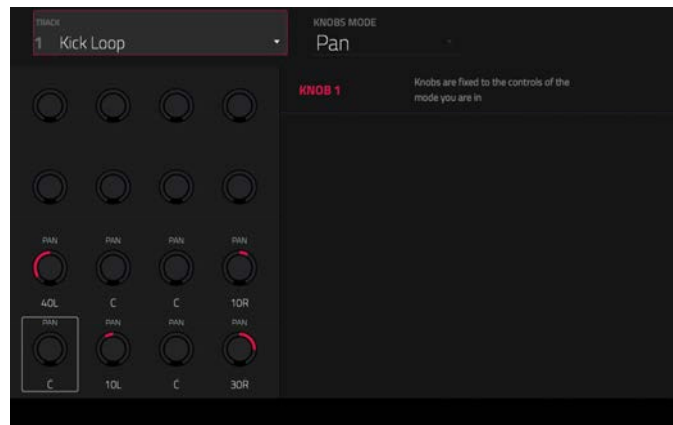 TRACK
KNOBS MODE
1 Kick Loop
Pan
KNOB 1
Knobs are fixed to the controls of the
mode you are in
PAN PAN PAN PAN
40L C C 10R
PAN PAN PAN PAN
C 10L C 30R